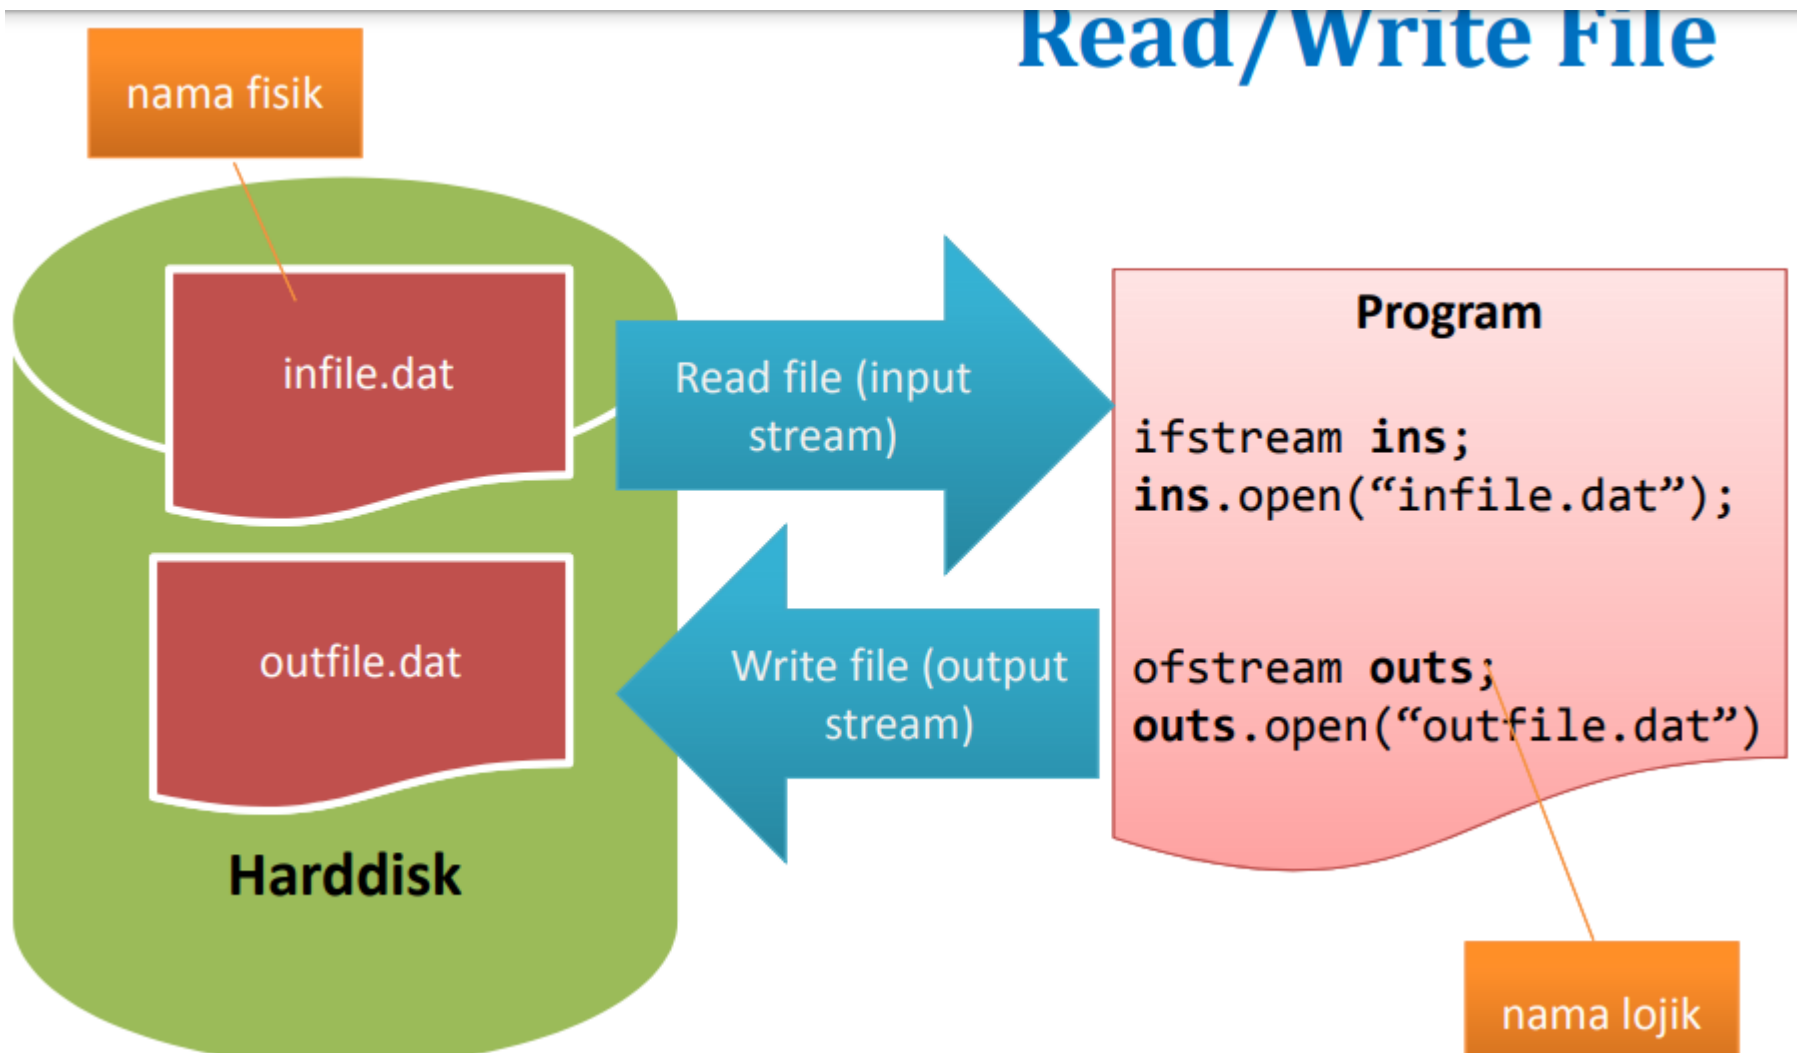 Read/Write File
nama fisik
infile.dat
Read file (input
stream)
outfile.dat
Write file (output
stream)
Harddisk
Program
ifstream ins;
ins.open(“infile.dat”);
ofstream outs;
outs.open(“outfile.dat”)
nama lojik